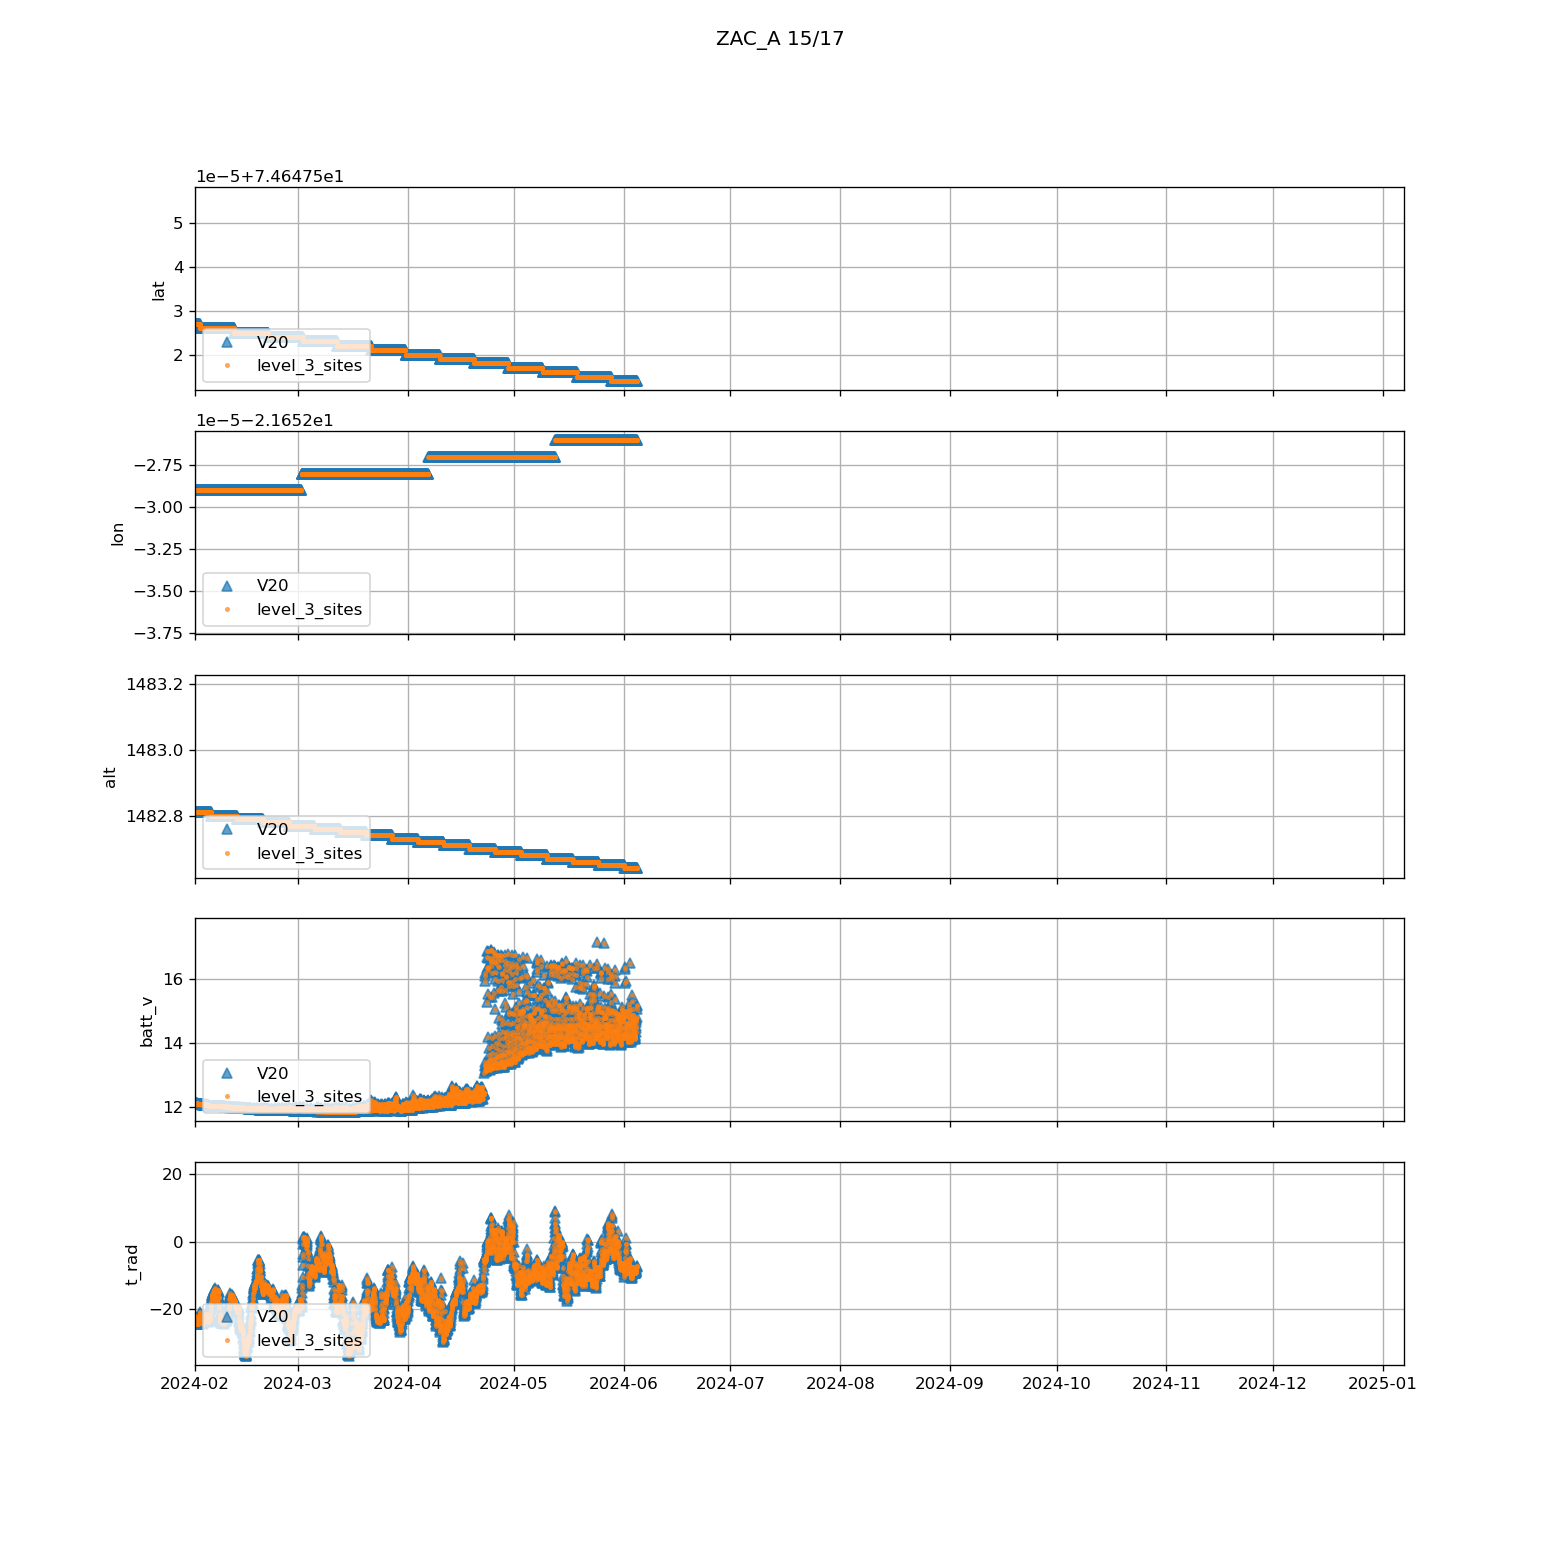 ZAC_A 15/17
1e−5+7.46475e1
5
4
3
2
lat
V20
level_3_sites
1e−5−2.1652e1
−2.75
−3.00
−3.25
−3.50
−3.75
lon
V20
level_3_sites
1483.2
1483.0
1482.8
alt
V20
level_3_sites
16
14
12
batt_v
V20
level_3_sites
20
0
−20
t_rad
V20
level_3_sites
2024-02 2024-03 2024-04 2024-05 2024-06 2024-07 2024-08 2024-09 2024-10 2024-11 2024-12 2025-01